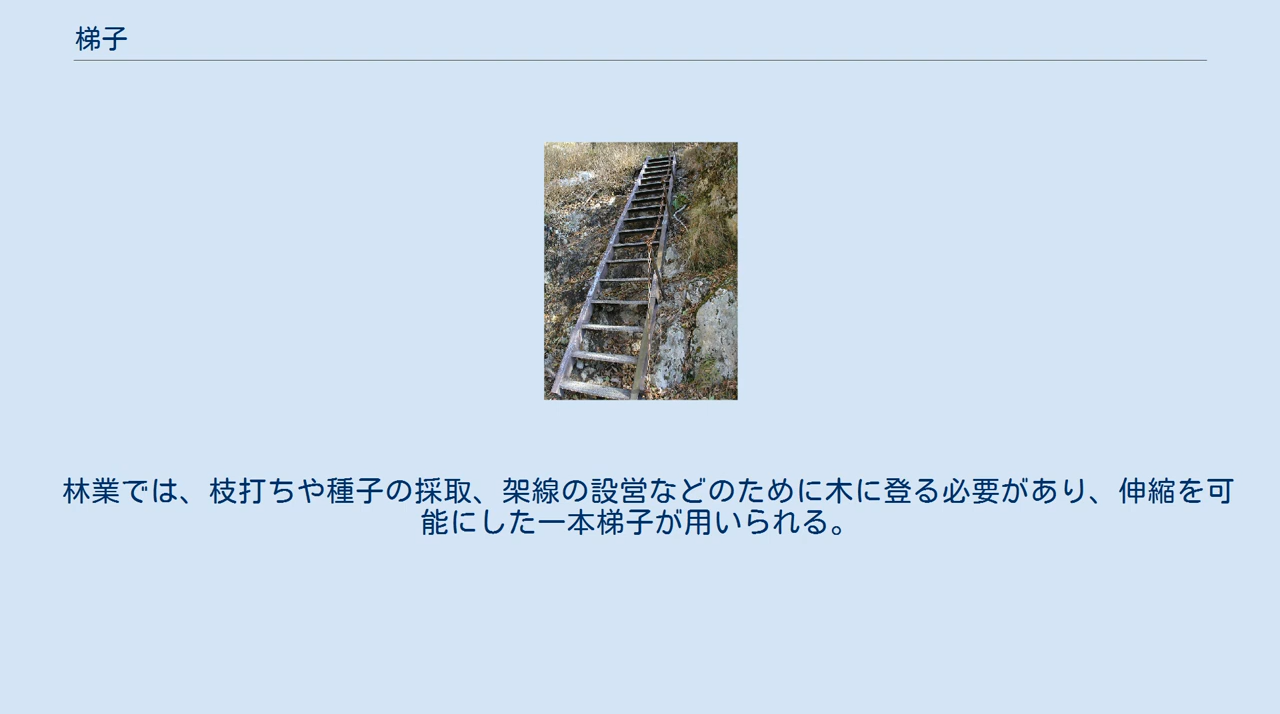 梯子
林業では、枝打ちや種子の採取、架線の設営などのために木に登る必要があり、伸縮を可
能にした一本梯子が用いられる。